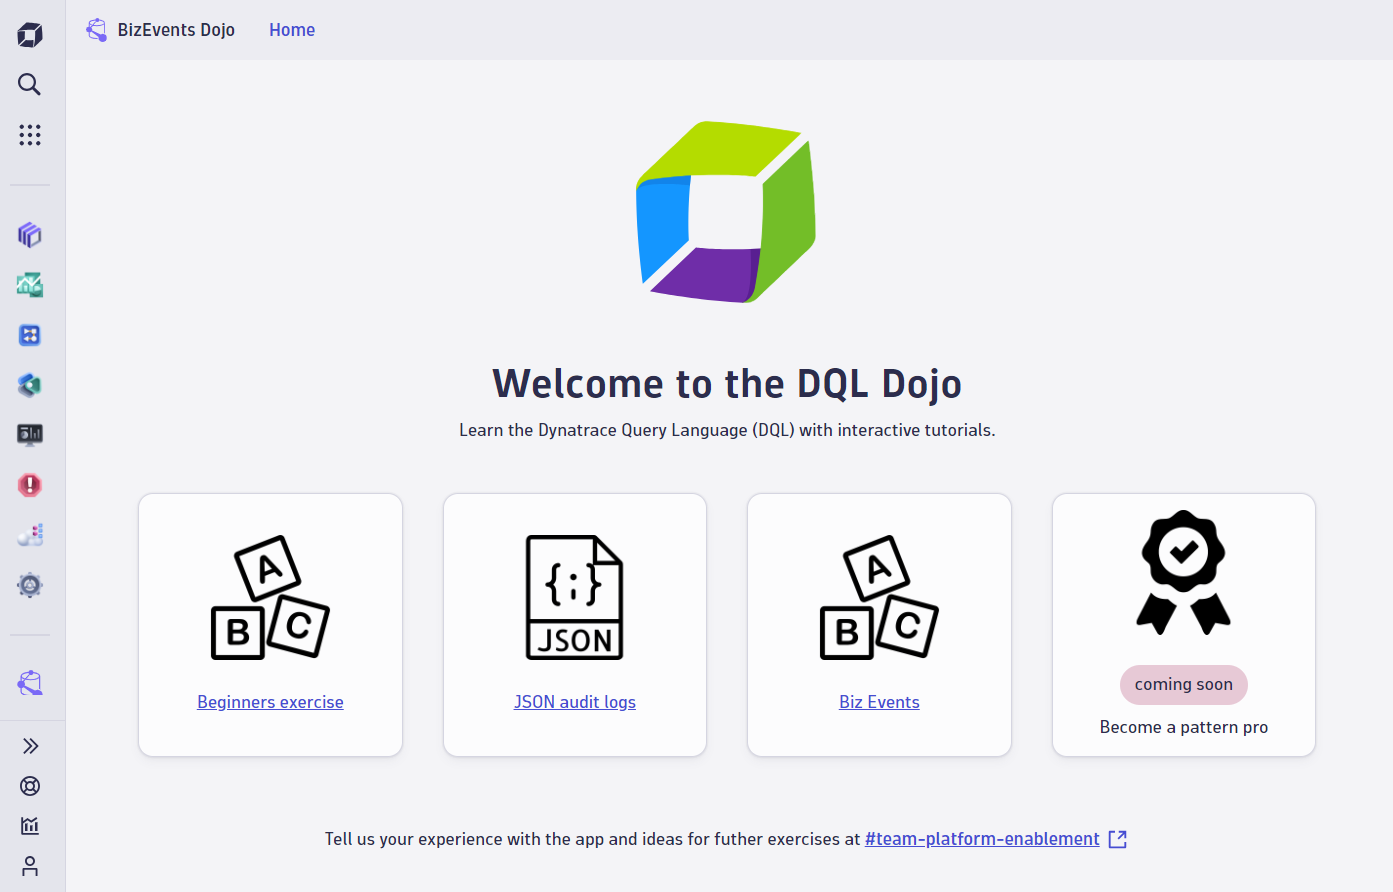 BizEvents Dojo Home
Welcome to the DQL Dojo
Learn the Dynatrace Query Language (DQL) with interactive tutorials.
A
B C
Beginners exercise
{;}
JSON
JSON audit logs
A
B C
Biz Events
coming soon
Become a pattern pro
Tell us your experience with the app and ideas for futher exercises at #team-platform-enablement